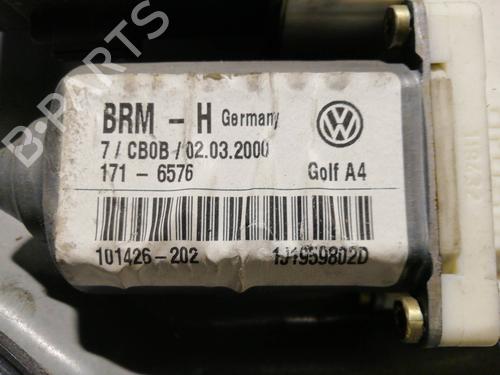 B-PARTS
BRM - H Germany
7 / CB0B / 02.03.2000
171 - 6576 Golf A4
101426-202 1J1959802D